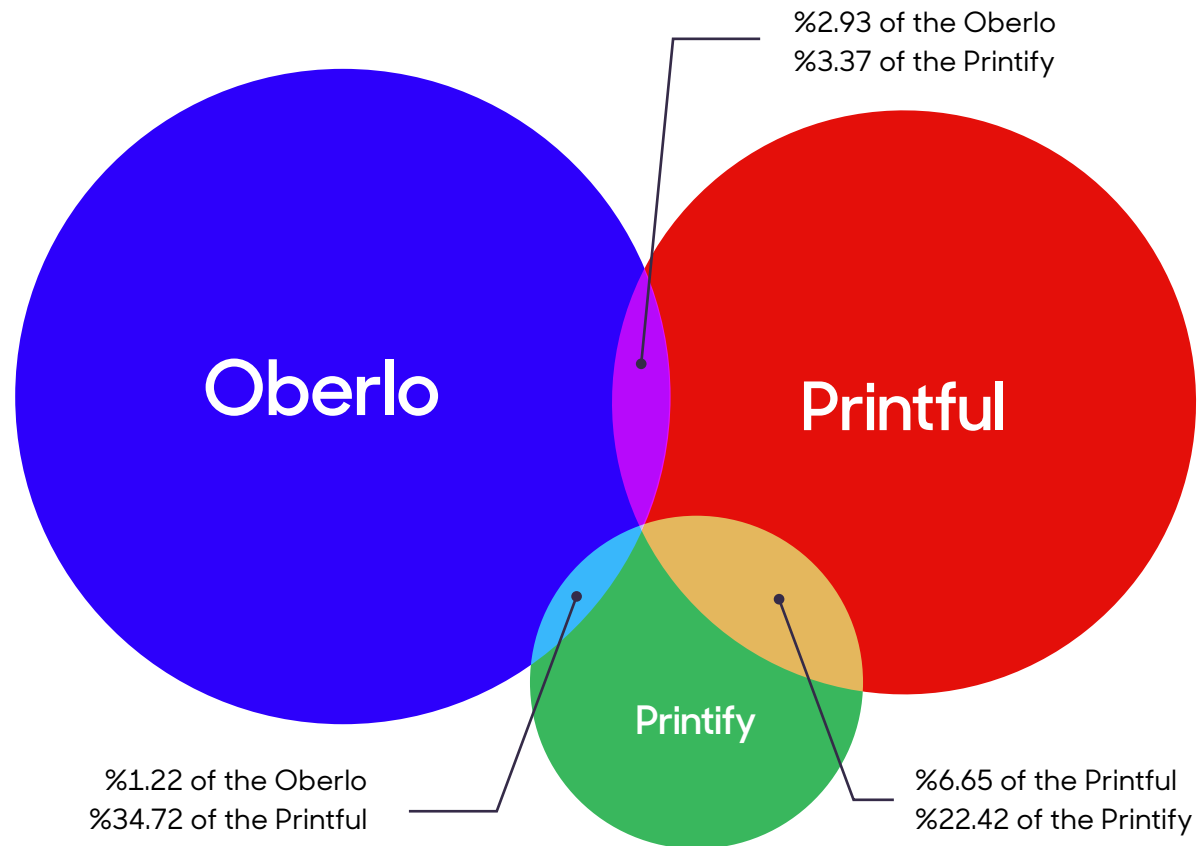 %2.93 of the Oberlo
%3.37 of the Printify
Oberlo
Printful
Printify
%1.22 of the Oberlo
%34.72 of the Printful
%6.65 of the Printful
%22.42 of the Printify